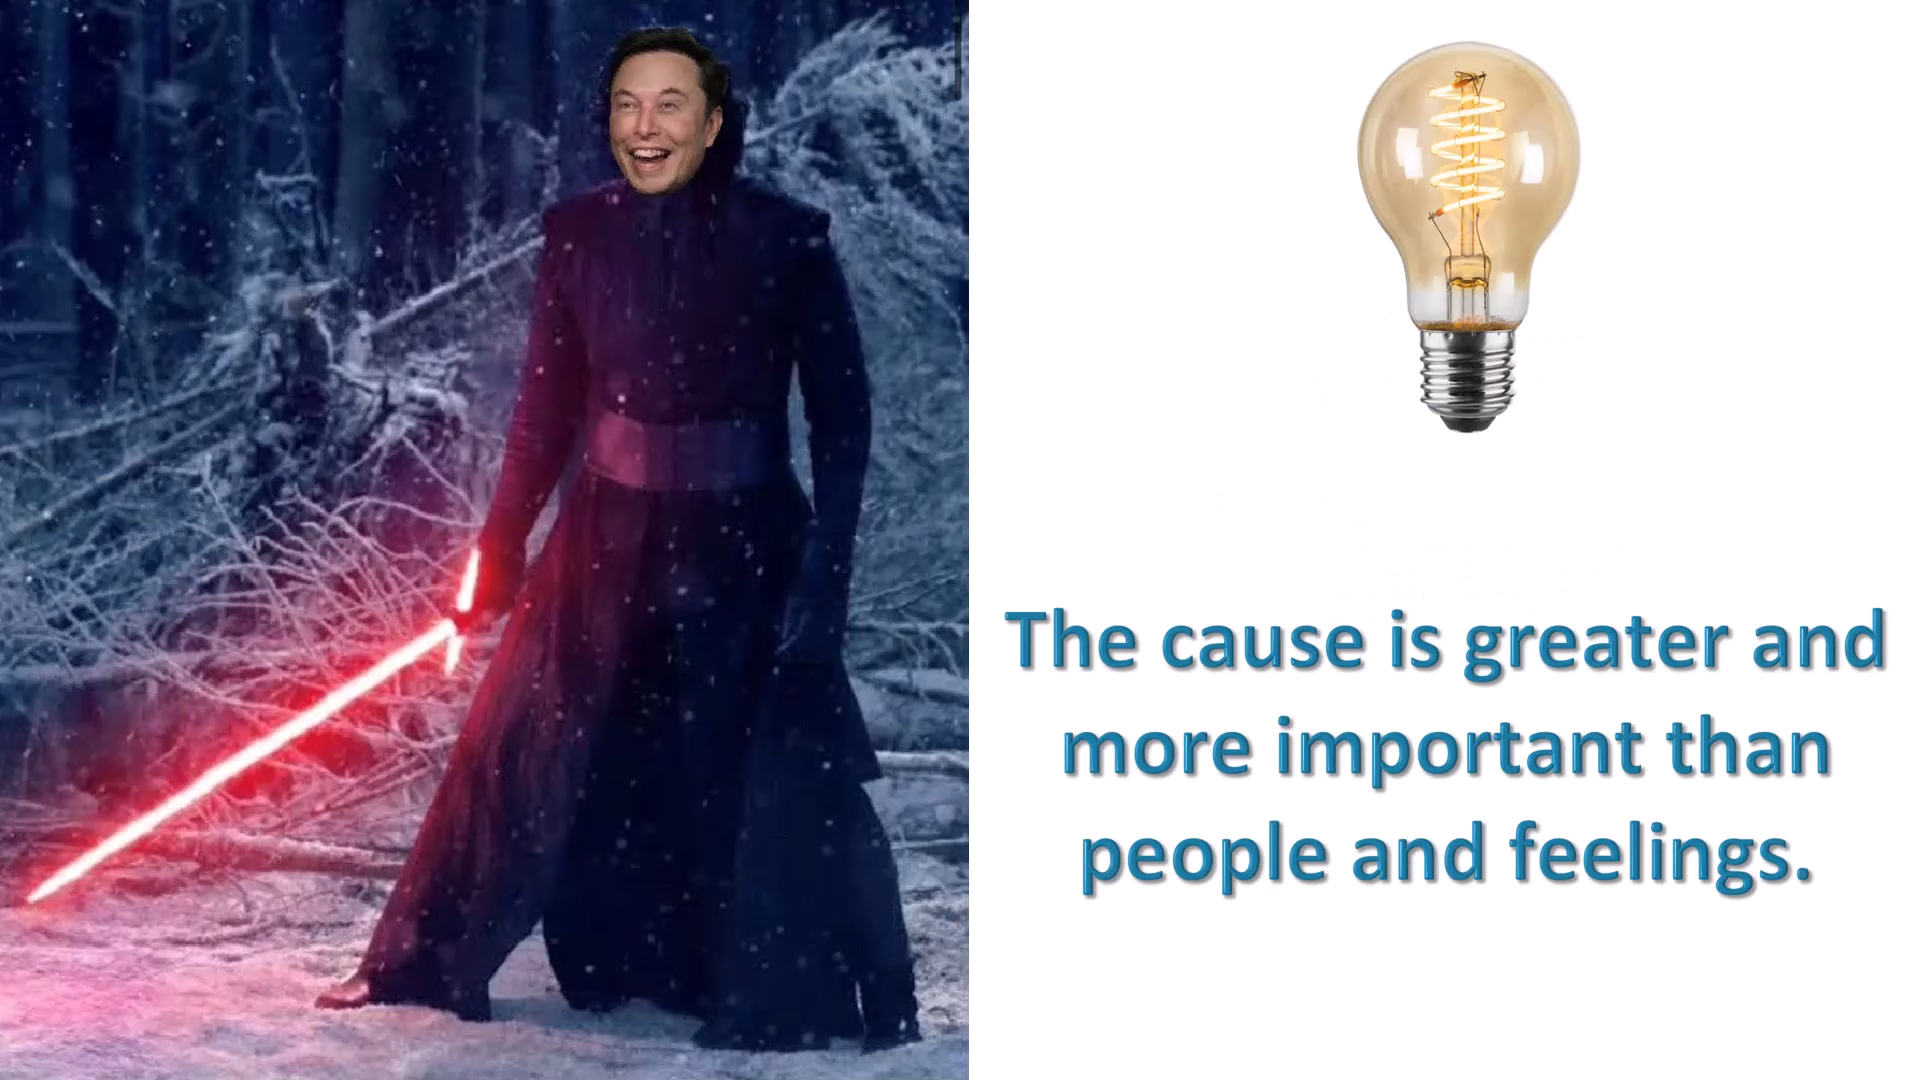 The cause is greater and
more important than
people and feelings.